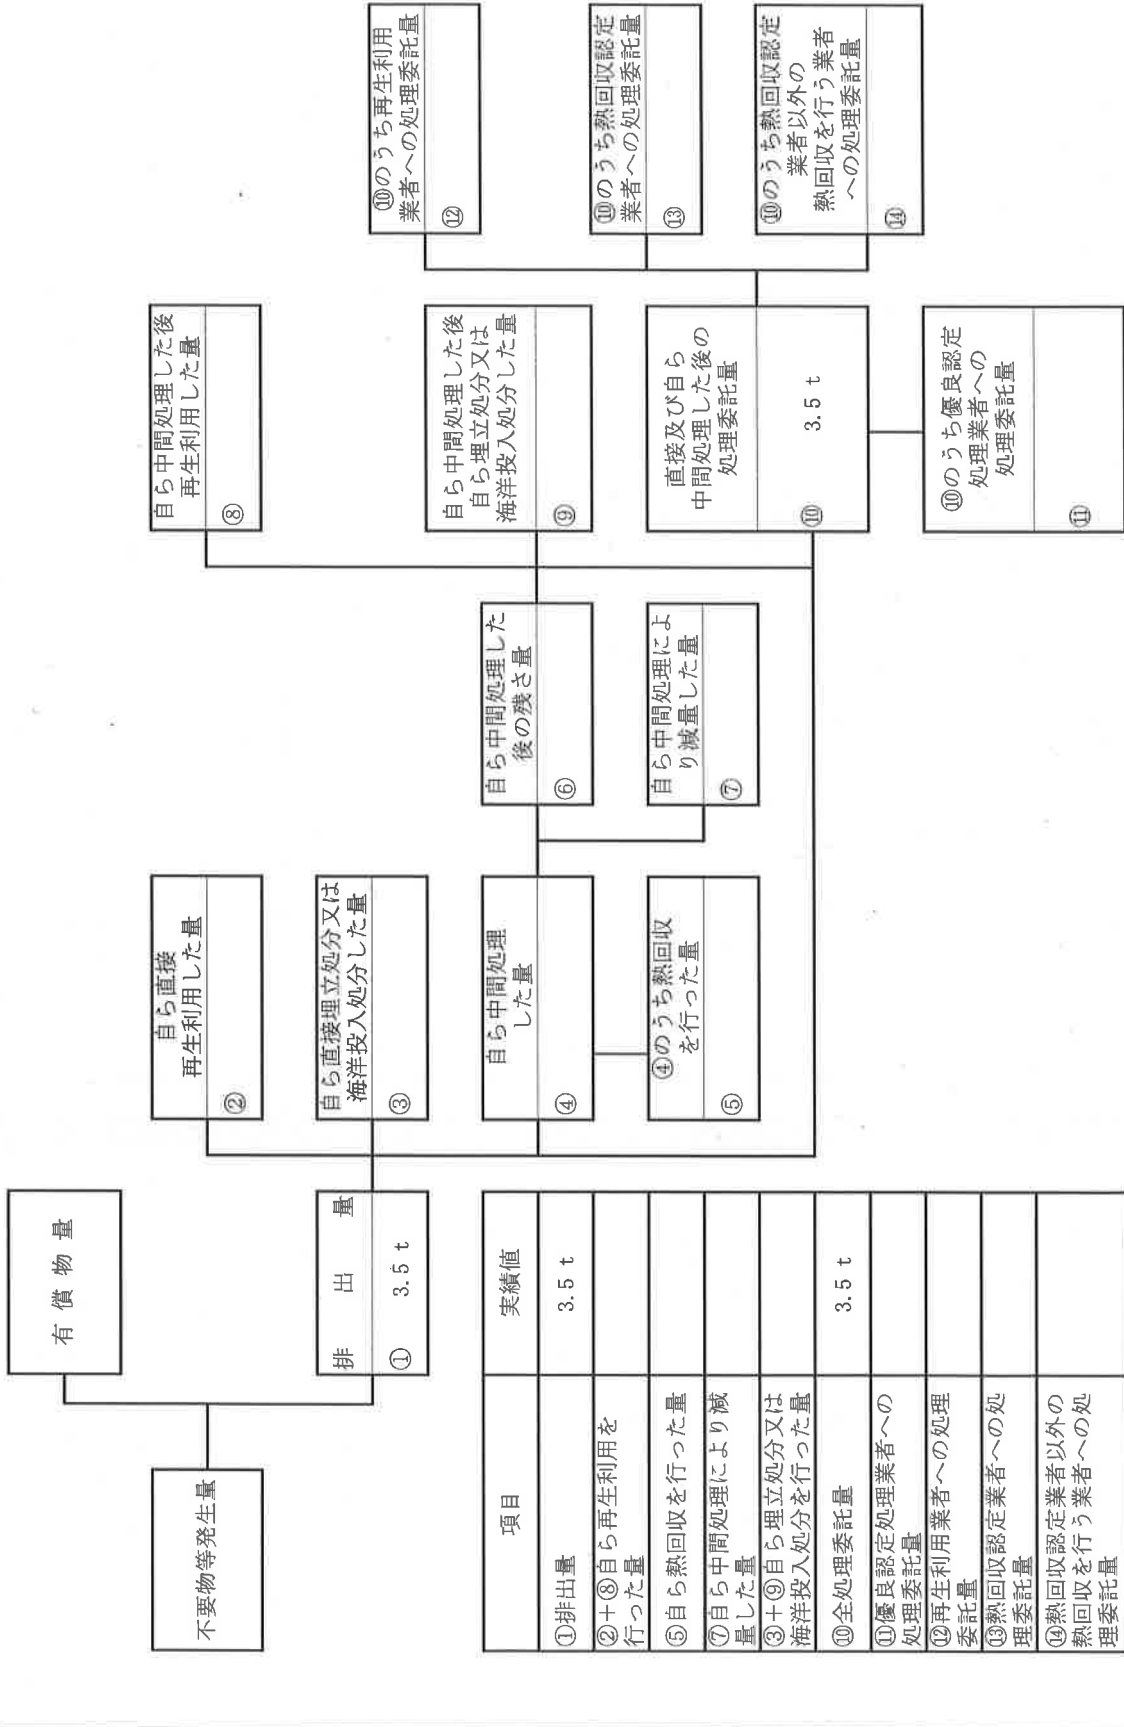 不要物等発生量
有償物量
排出量
① 3.5 t
自ら直接
再生利用した量
②
自ら直接埋立処分又は
海洋投入処分した量
③
自ら中間処理
した量
④
④のうち熱回収
を行った量
⑤
自ら中間処理した
後の残さ量
⑥
自ら中間処理によ
り減量した量
⑦
自ら中間処理した後
再生利用した量
⑧
自ら中間処理した後
自ら埋立処分又は
海洋投入処分した量
⑨
直接及び自ら
中間処理した後の
処理委託量
⑩ 3.5 t
⑩のうち優良認定
処理業者への
処理委託量
⑪
⑩のうち再生利用
業者への処理委託量
⑫
⑩のうち熱回収認定
業者への処理委託量
⑬
⑩のうち熱回収認定
業者以外の
熱回収を行う業者
への処理委託量
⑭
項目 実績値
①排出量 3.5 t
②+⑧自ら再生利用を
行った量
⑤自ら熱回収を行った量
⑦自ら中間処理により減
量した量
③+⑨自ら埋立処分又は
海洋投入処分を行った量
⑩全処理委託量 3.5 t
⑪優良認定処理業者への
処理委託量
⑫再生利用業者への処理
委託量
⑬熱回収認定業者への処
理委託量
⑭熱回収認定業者以外の
熱回収を行う業者への処
理委託量